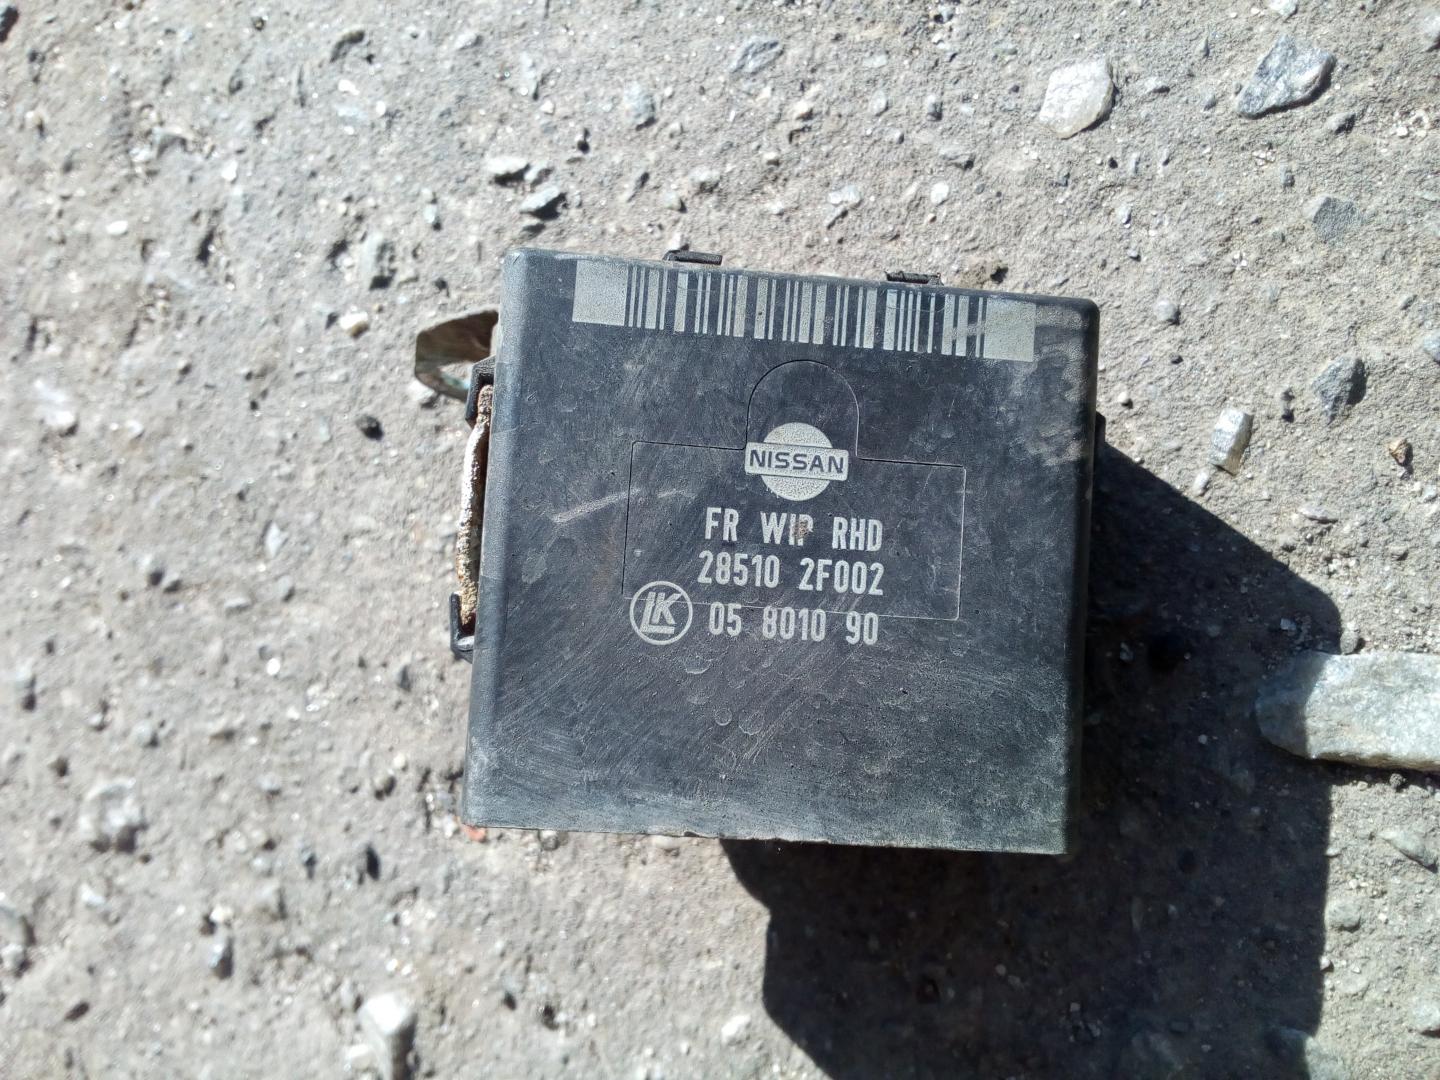 NISSAN
FR WIP RHD
28510 2F002
LK 05 8010 90